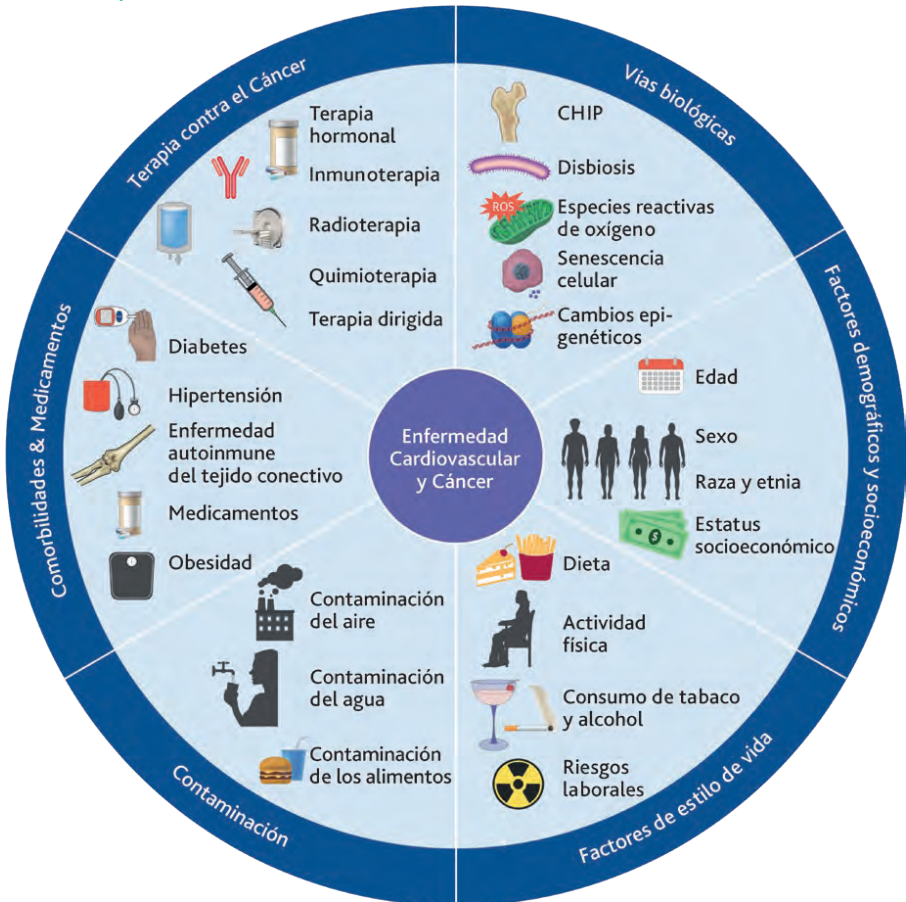 Terapia contra el Cáncer
Terapia
hormonal
Inmunoterapia
Radioterapia
Quimioterapia
Terapia dirigida
Vías biológicas
CHIP
Disbiosis
ROS
Especies reactivas
de oxígeno
Senescencia
celular
Cambios epi-
genéticos
Factores demográficos y socioeconómicos
Edad
Sexo
Raza y etnia
Estatus
socioeconómico
$
Factores de estilo de vida
Dieta
Actividad
física
Consumo de tabaco
y alcohol
Riesgos
laborales
Contaminación
Contaminación
del aire
Contaminación
del agua
Contaminación
de los alimentos
Comorbilidades & Medicamentos
Diabetes
Hipertensión
Enfermedad
autoinmune
del tejido conectivo
Medicamentos
Obesidad
Enfermedad
Cardiovascular
y Cáncer